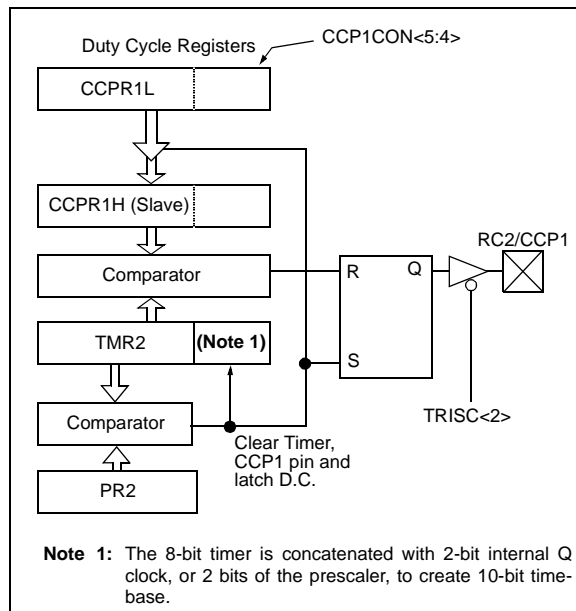 Duty Cycle Registers
CCP1CON<5:4>
CCPR1L
CCPR1H (Slave)
RC2/CCP1
Comparator
R
Q
TMR2
(Note 1)
S
Comparator
TRISC<2>
Clear Timer,
CCP1 pin and
latch D.C.
PR2
Note 1: The 8-bit timer is concatenated with 2-bit internal Q
clock, or 2 bits of the prescaler, to create 10-bit time-
base.